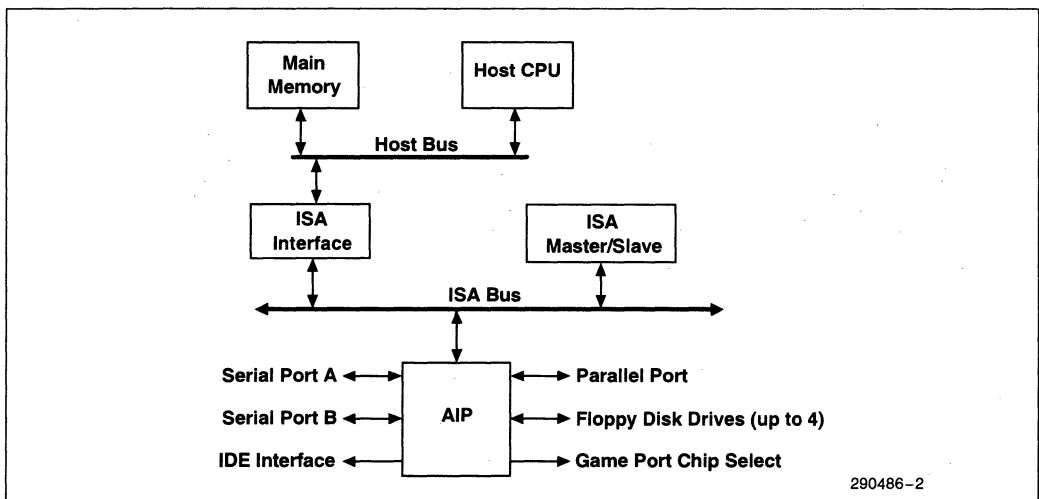 Main
Memory
Host CPU
Host Bus
ISA
Interface
ISA
Master/Slave
ISA Bus
Serial Port A
Parallel Port
Serial Port B
AIP
Floppy Disk Drives (up to 4)
IDE Interface
Game Port Chip Select
290486-2